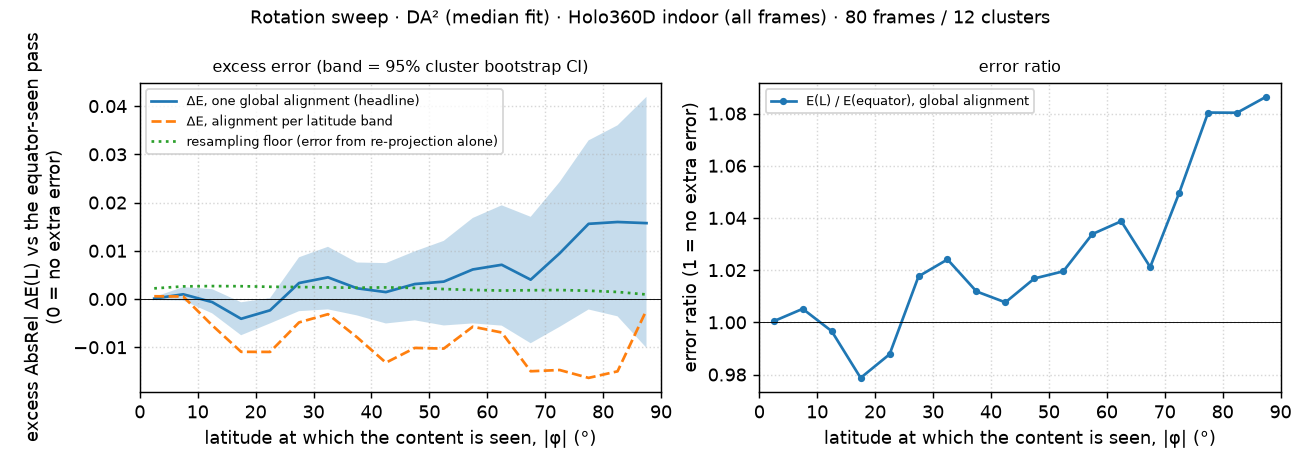 Rotation sweep · DA² (median fit) · Holo360D indoor (all frames) · 80 frames / 12 clusters
excess error (band = 95% cluster bootstrap CI)
excess AbsRel ΔE(L) vs the equator-seen pass
(0 = no extra error)
0.04
0.03
0.02
0.01
0.00
−0.01
ΔE, one global alignment (headline)
ΔE, alignment per latitude band
resampling floor (error from re-projection alone)
0 10 20 30 40 50 60 70 80 90
latitude at which the content is seen, |φ| (°)
error ratio
error ratio (1 = no extra error)
1.08
1.06
1.04
1.02
1.00
0.98
E(L) / E(equator), global alignment
0 10 20 30 40 50 60 70 80 90
latitude at which the content is seen, |φ| (°)